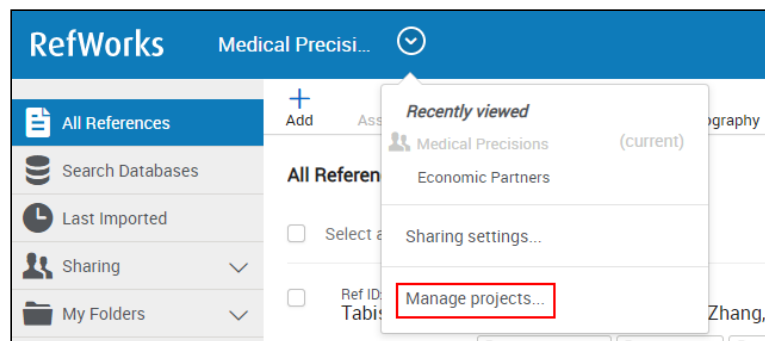 RefWorks Medical Precisi...
Add Ass ography
All References
Search Databases
Last Imported
Sharing
My Folders
All Referen
Select a
Ref ID:
Tabis Zhang,
Recently viewed
Medical Precisions (current)
Economic Partners
Sharing settings...
Manage projects...